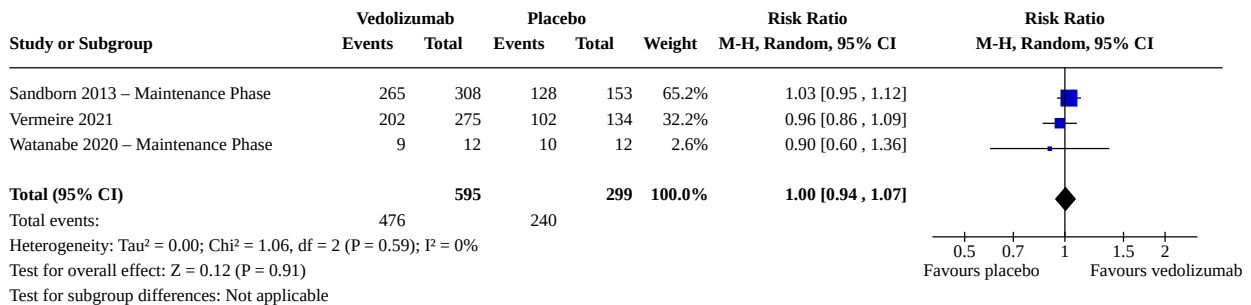 Vedolizumab Placebo Risk Ratio Risk Ratio
Study or Subgroup Events Total Events Total Weight M-H, Random, 95% CI M-H, Random, 95% CI
Sandborn 2013 – Maintenance Phase 265 308 128 153 65.2% 1.03 [0.95 , 1.12]
Vermeire 2021 202 275 102 134 32.2% 0.96 [0.86 , 1.09]
Watanabe 2020 – Maintenance Phase 9 12 10 12 2.6% 0.90 [0.60 , 1.36]
Total (95% CI) 595 299 100.0% 1.00 [0.94 , 1.07]
Total events: 476 240
Heterogeneity: Tau² = 0.00; Chi² = 1.06, df = 2 (P = 0.59); I² = 0%
0.5 0.7 1 1.5 2
Test for overall effect: Z = 0.12 (P = 0.91) Favours placebo Favours vedolizumab
Test for subgroup differences: Not applicable